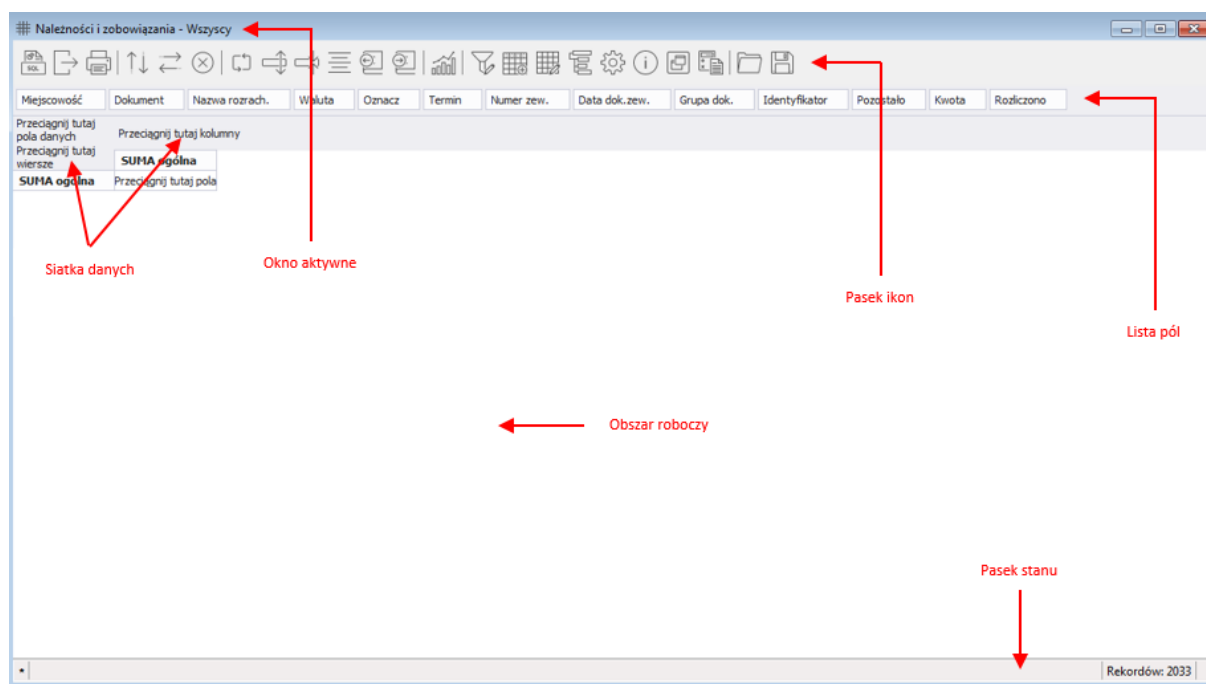 Należności i zobowiązania - Wszyscy
SQL
Miejscowość Dokument Nazwa rozrach. Waluta Oznacz Termin Numer zew. Data dok.zew. Grupa dok. Identyfikator Pozostało Kwota Rozliczono
Przeciągnij tutaj
pola danych
Przeciągnij tutaj kolumny
Przeciągnij tutaj
wiersze
SUMA ogólna
SUMA ogólna Przeciągnij tutaj pola
Siatka danych
Okno aktywne
Pasek ikon
Lista pól
Obszar roboczy
Pasek stanu
Rekordów: 2033